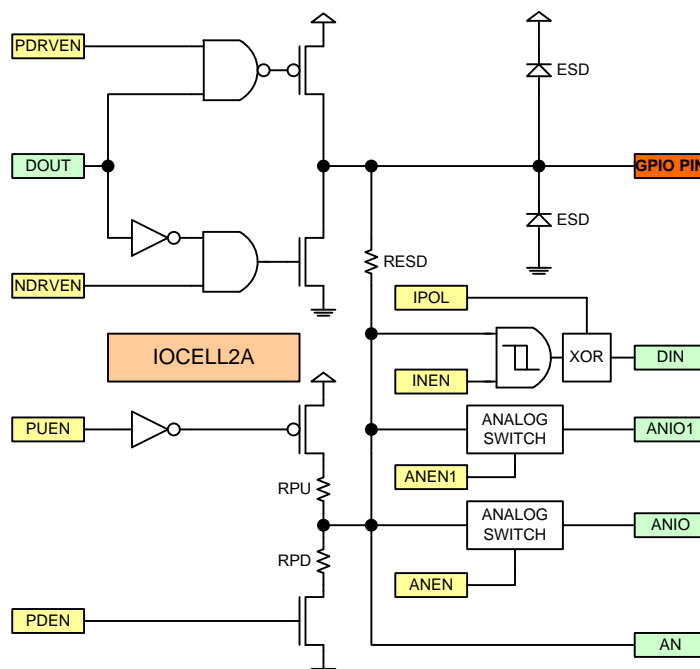 PDRVEN
ESD
DOUT
GPIO PIN
ESD
RESD
NDRVEN
IPOL
IOCELL2A
XOR
DIN
INEN
PUEN
ANALOG
SWITCH
ANIO1
ANEN1
RPU
ANALOG
SWITCH
ANIO
RPD
ANEN
PDEN
AN